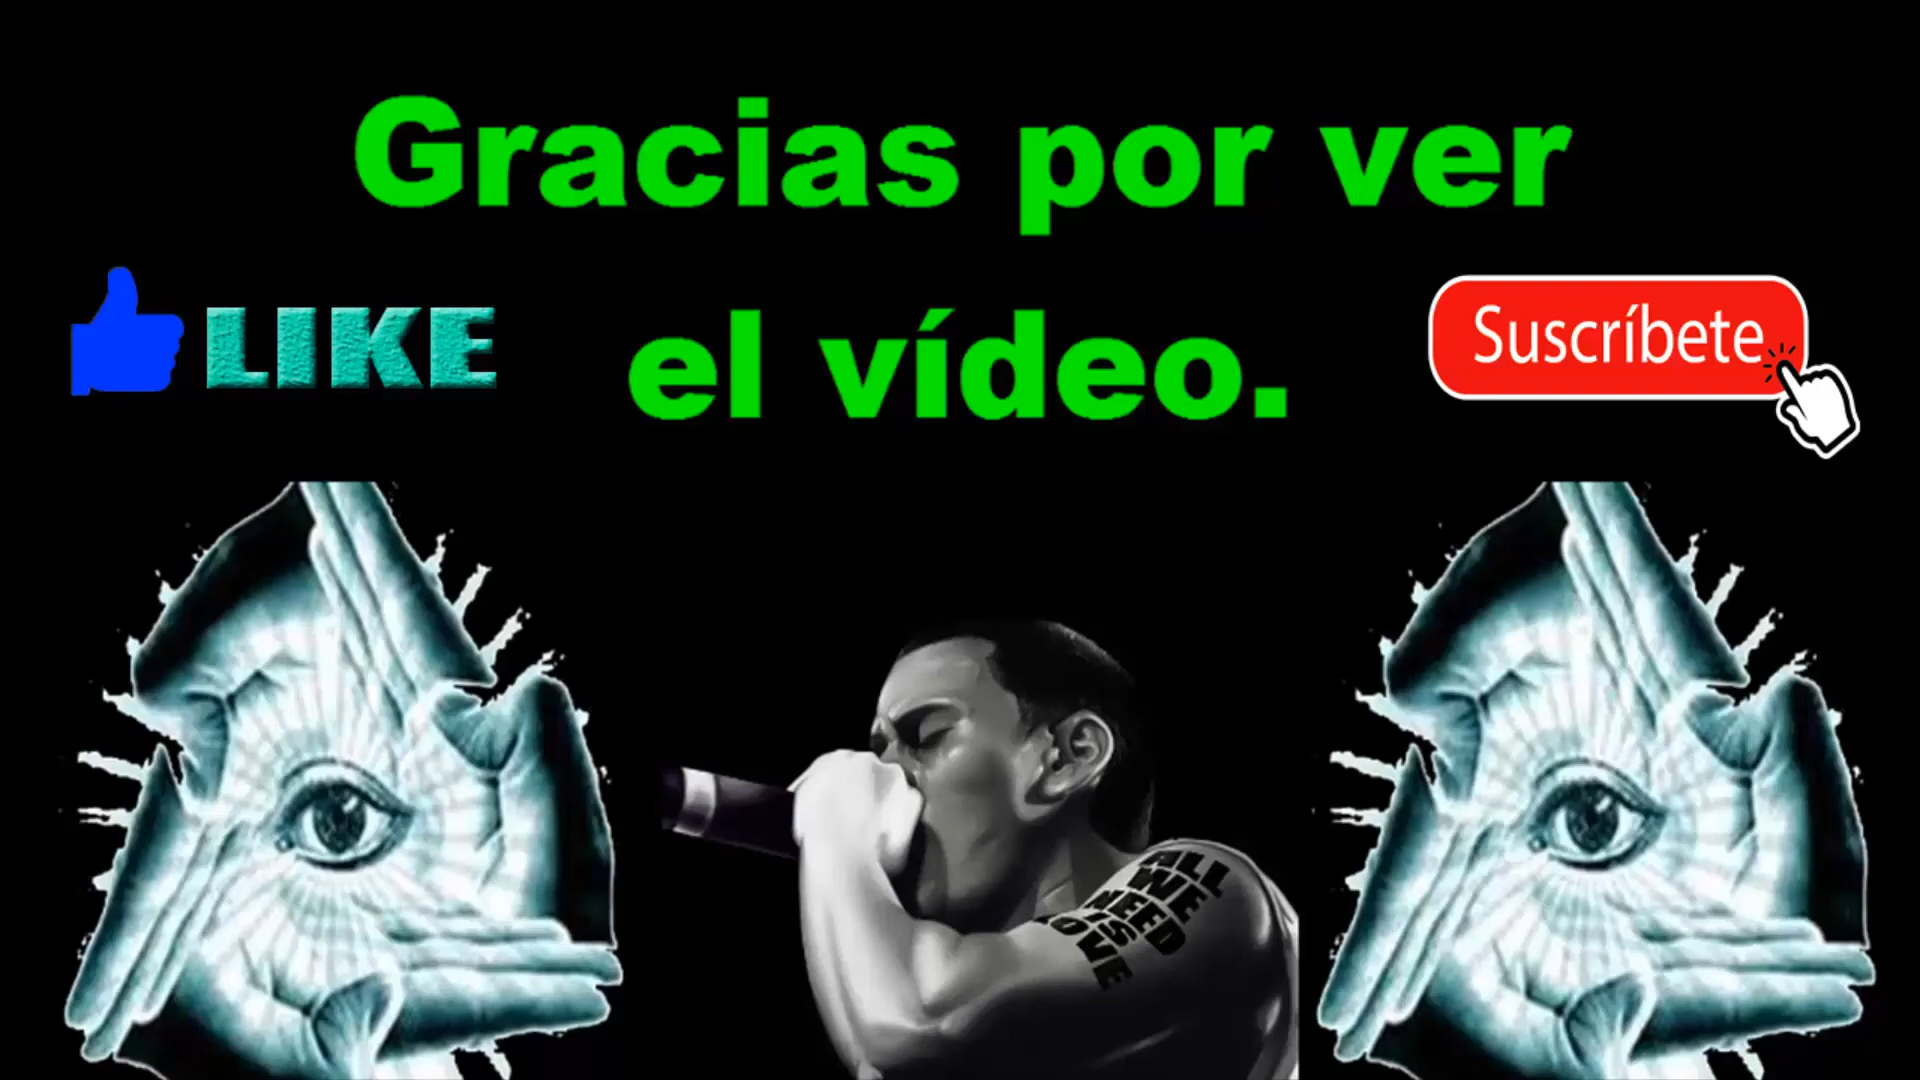 Gracias por ver
LIKE
el vídeo.
Suscríbete
ALL
WE
NEED
IS
LOVE